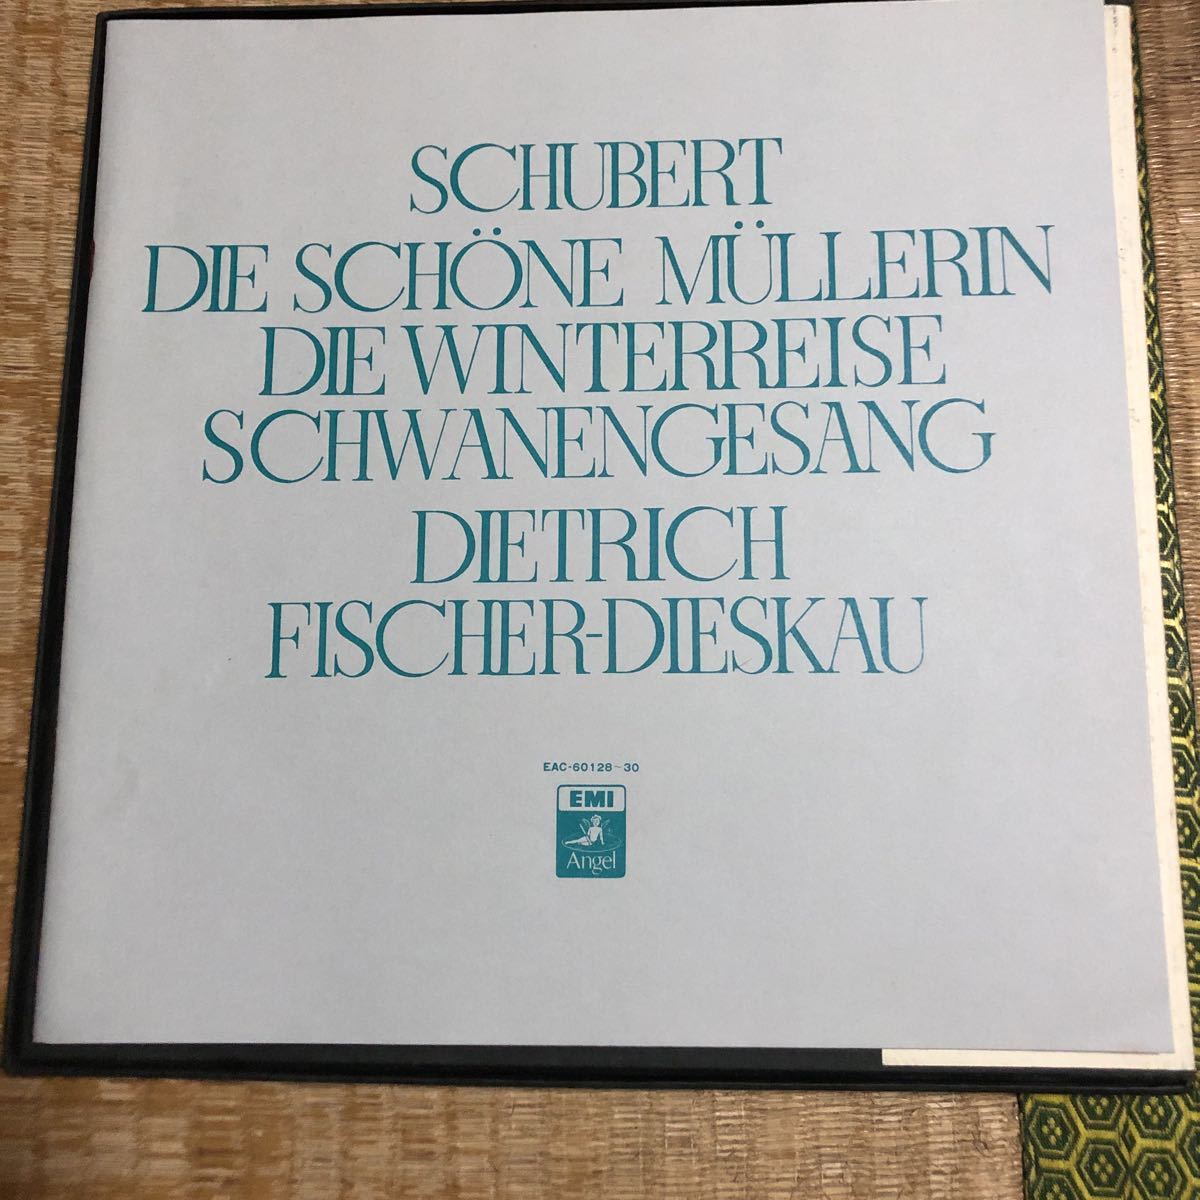 SCHUBERT
DIE SCHÖNE MÜLLERIN
DIE WINTERREISE
SCHWANENGESANG
DIETRICH
FISCHER-DIESKAU
EAC-60128~30
EMI
Angel